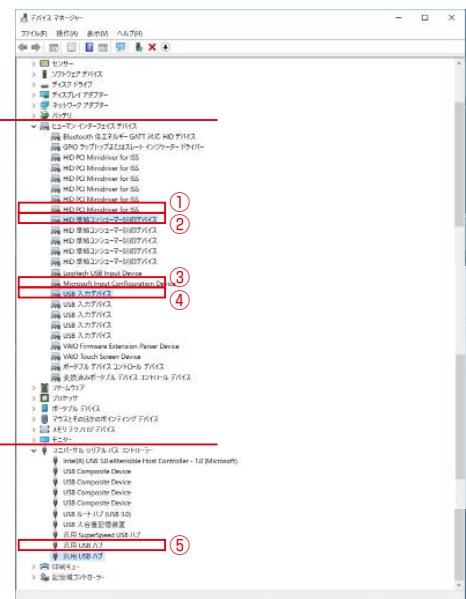 デバイス マネージャー
ファイル(F) 操作(A) 表示(V) ヘルプ(H)
センサー
ソフトウェア デバイス
ディスク ドライブ
ディスプレイ アダプター
ネットワーク アダプター
バッテリ
ヒューマン インターフェイス デバイス
Bluetooth 低エネルギー GATT 対応 HID デバイス
GPIO ラップトップまたはスレート インジケーター ドライバー
HID PCI Minidriver for ISS
HID PCI Minidriver for ISS
HID PCI Minidriver for ISS
HID PCI Minidriver for ISS
HID PCI Minidriver for ISS
①
HID 準拠コンシューマー制御デバイス
②
HID 準拠コンシューマー制御デバイス
HID 準拠コンシューマー制御デバイス
HID 準拠コンシューマー制御デバイス
HID 準拠コンシューマー制御デバイス
Logitech USB Input Device
③
Microsoft Input Configuration Device
USB 入力デバイス
④
USB 入力デバイス
USB 入力デバイス
USB 入力デバイス
USB 入力デバイス
VAIO Firmware Extension Parser Device
VAIO Touch Screen Device
ポータブル デバイス コントロール デバイス
変換済みポータブル デバイス コントロール デバイス
ファームウェア
プロセッサ
ポータブル デバイス
マウスとそのほかのポインティング デバイス
メモリ テクノロジ デバイス
モニター
ユニバーサル シリアル バス コントローラー
Intel(R) USB 3.0 eXtensible Host Controller - 1.0 (Microsoft)
USB Composite Device
USB Composite Device
USB Composite Device
USB Composite Device
USB ルート ハブ (USB 3.0)
USB 大容量記憶装置
汎用 SuperSpeed USB ハブ
汎用 USB ハブ
⑤
汎用 USB ハブ
印刷キュー
記憶域コントローラー